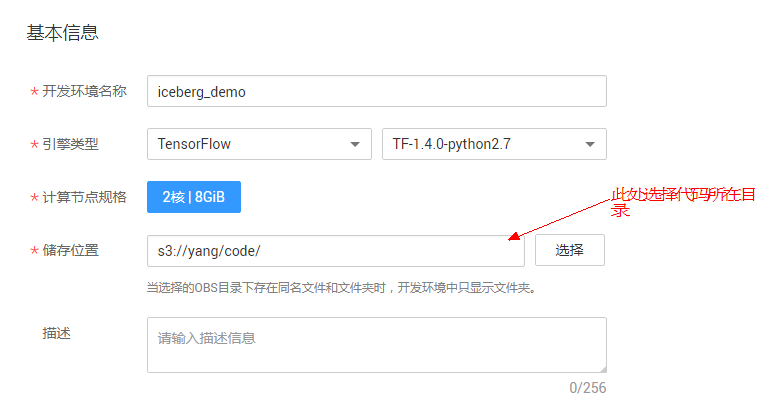 基本信息
* 开发环境名称 iceberg_demo
* 引擎类型 TensorFlow TF-1.4.0-python2.7
* 计算节点规格 2核 | 8GiB
此处选择代码所在目
录
* 储存位置 s3://yang/code/ 选择
当选择的OBS目录下存在同名文件和文件夹时，开发环境中只显示文件夹。
描述 请输入描述信息
0/256